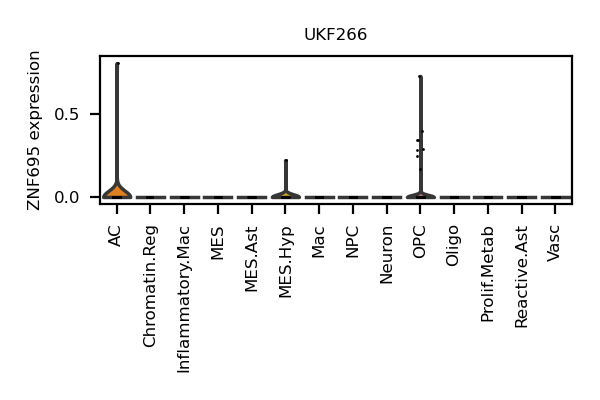 UKF266
ZNF695 expression
0.5
0.0
AC
Chromatin.Reg
Inflammatory.Mac
MES
MES.Ast
MES.Hyp
Mac
NPC
Neuron
OPC
Oligo
Prolif.Metab
Reactive.Ast
Vasc